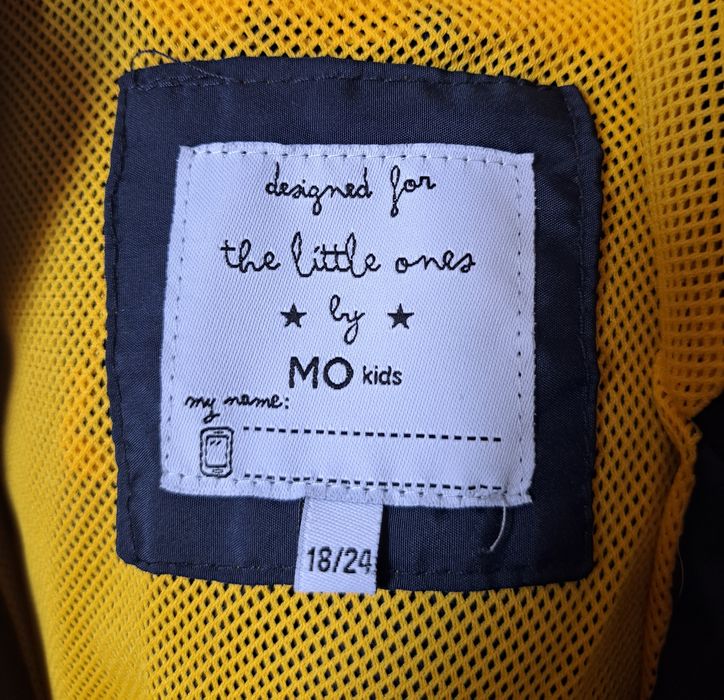 designed for
the little ones
★ by ★
MO kids
my name:
18/24